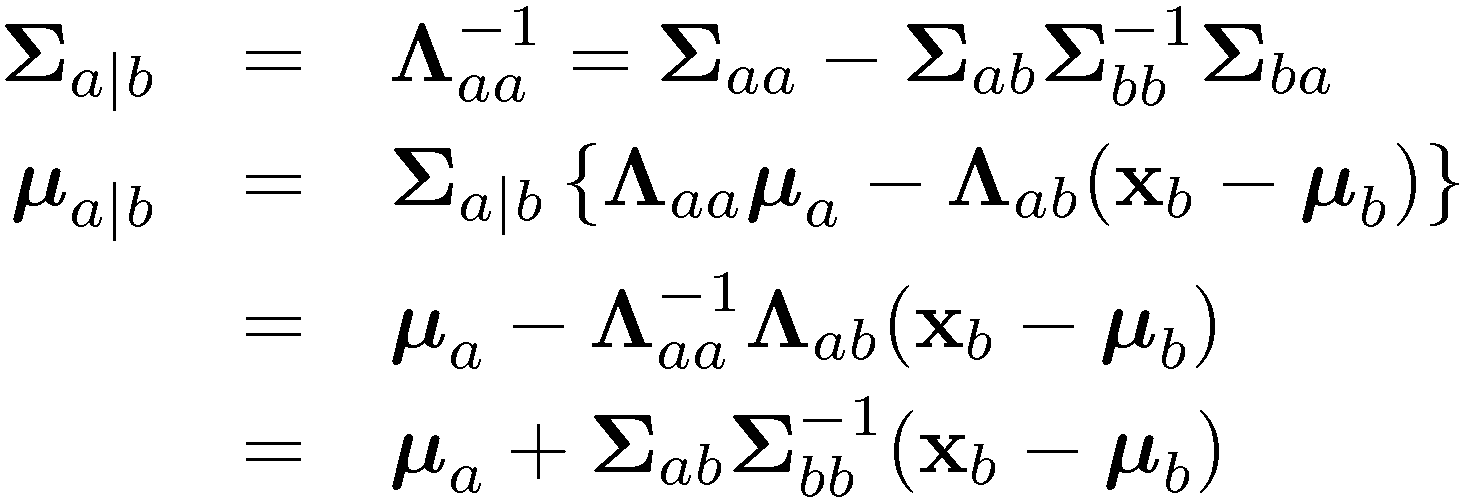 𝚺_{a|b} = 𝚲_{aa}^{−1} = 𝚺_{aa} − 𝚺_{ab}𝚺_{bb}^{−1}𝚺_{ba}
𝛍_{a|b} = 𝚺_{a|b} {𝚲_{aa}𝛍_a − 𝚲_{ab}(𝐱_b − 𝛍_b)}
= 𝛍_a − 𝚲_{aa}^{−1}𝚲_{ab}(𝐱_b − 𝛍_b)
= 𝛍_a + 𝚺_{ab}𝚺_{bb}^{−1}(𝐱_b − 𝛍_b)